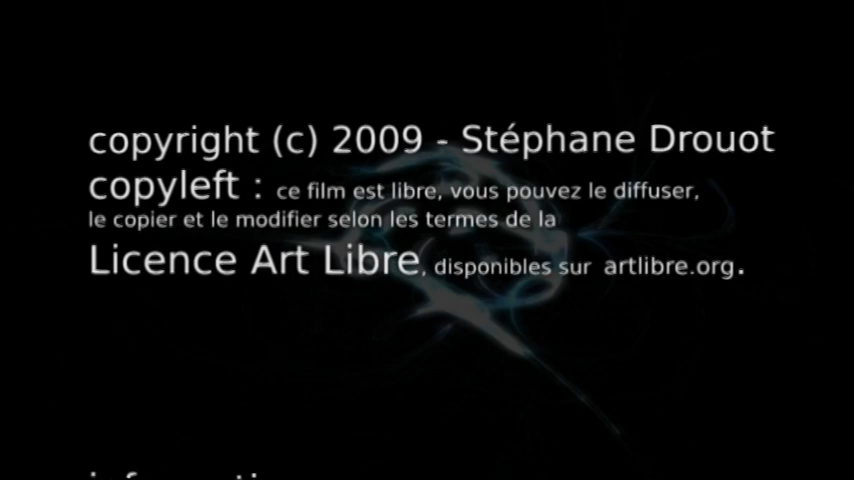 copyright (c) 2009 - Stéphane Drouot
copyleft : ce film est libre, vous pouvez le diffuser,
le copier et le modifier selon les termes de la
Licence Art Libre, disponibles sur artlibre.org.